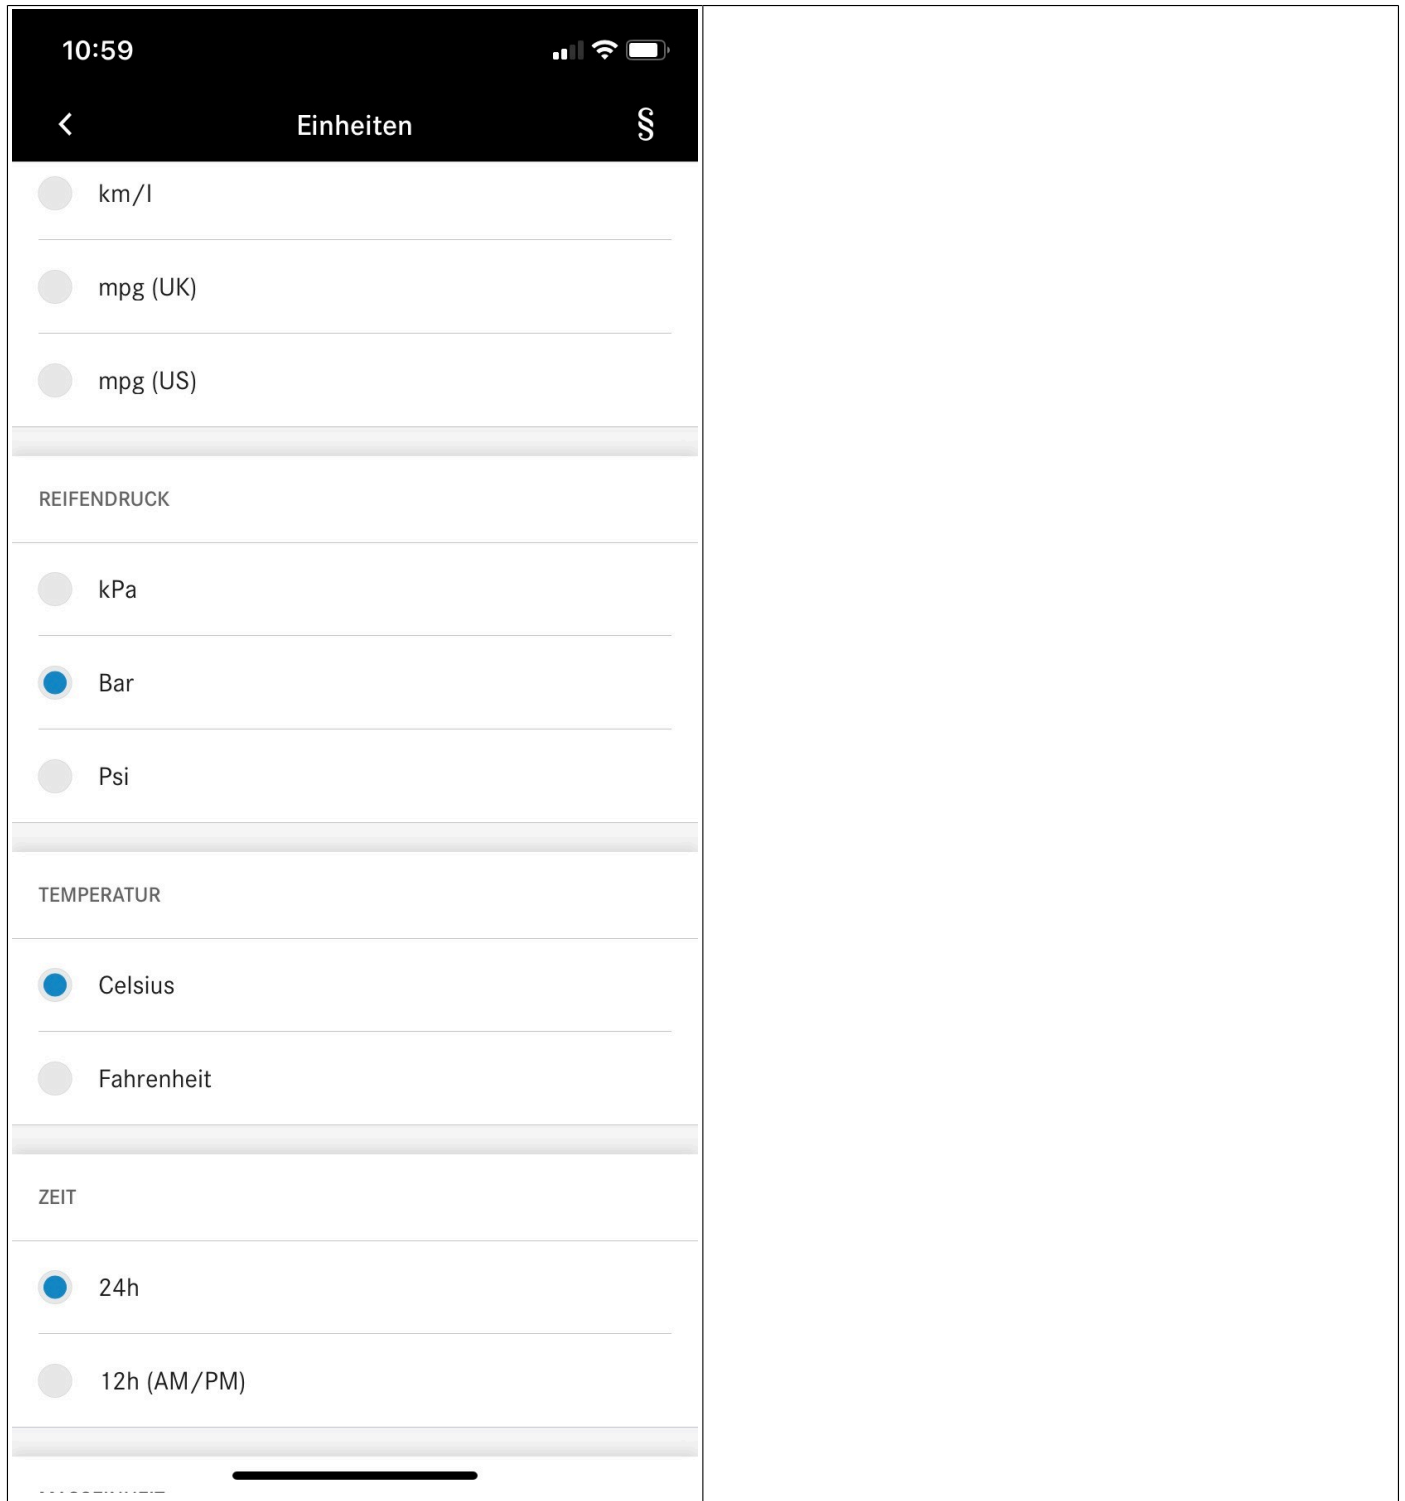 10:59
Einheiten §
km/l
mpg (UK)
mpg (US)
REIFENDRUCK
kPa
Bar
Psi
TEMPERATUR
Celsius
Fahrenheit
ZEIT
24h
12h (AM/PM)